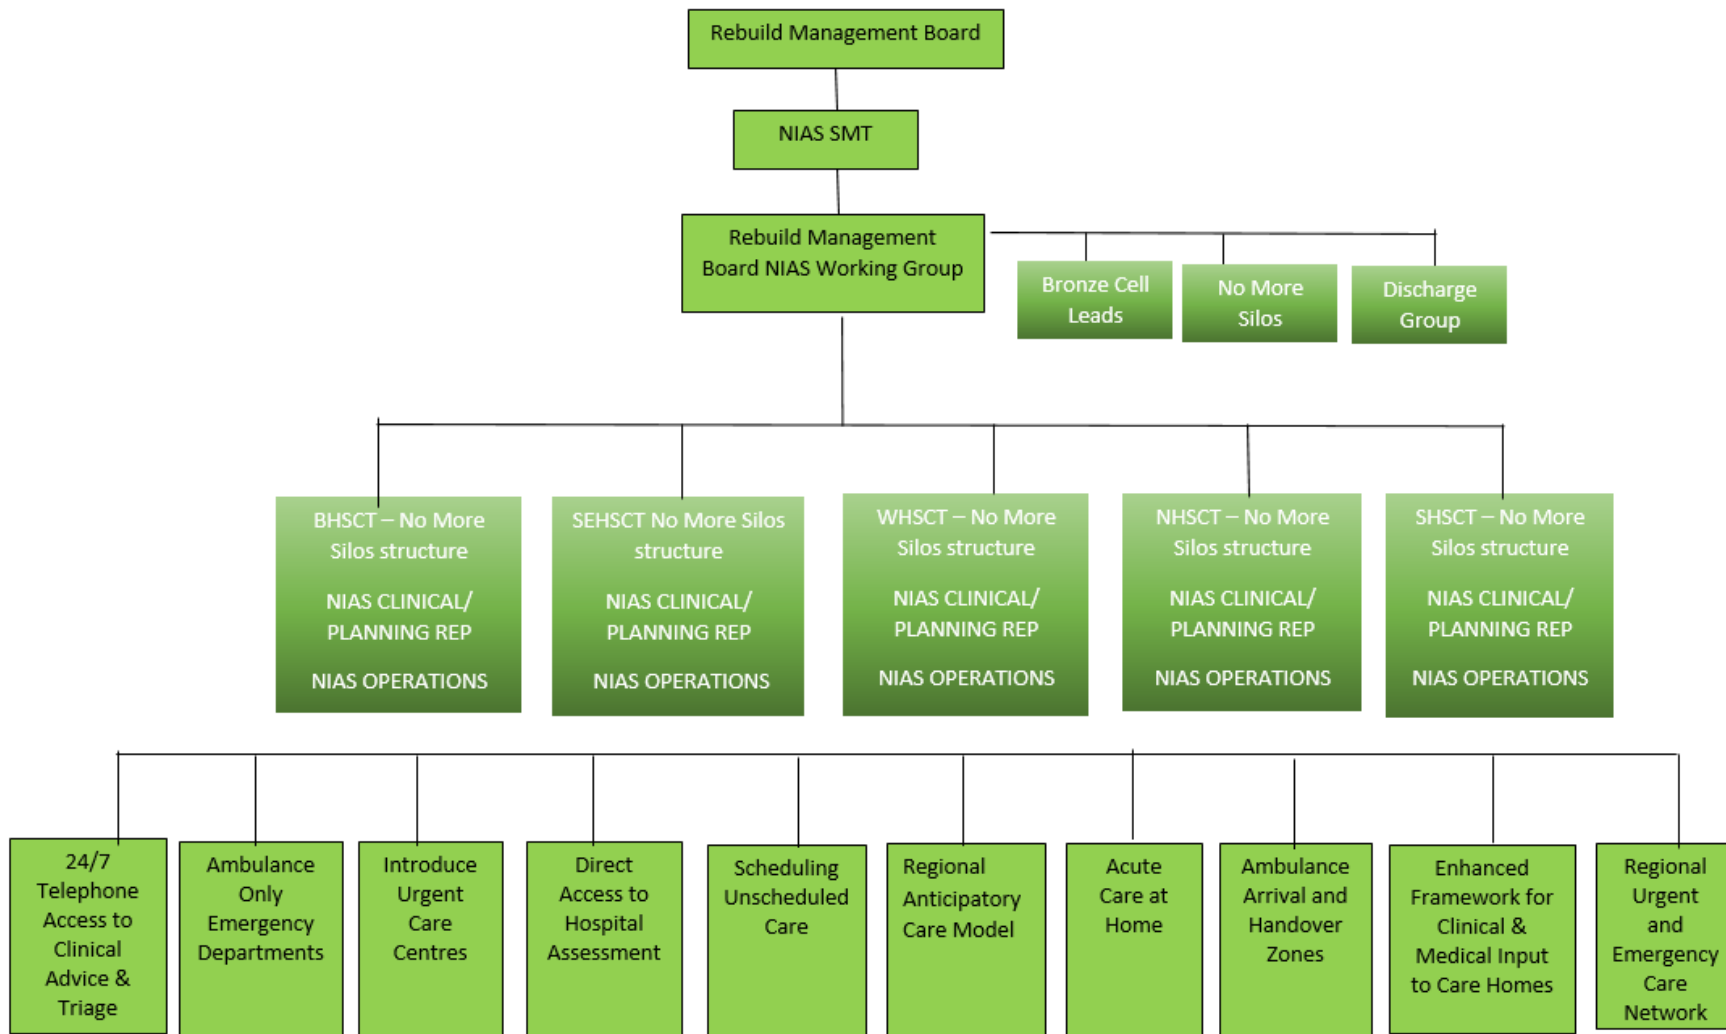 Rebuild Management Board
NIAS SMT
Rebuild Management
Board NIAS Working Group
Bronze Cell
Leads
No More
Silos
Discharge
Group
BHSCT – No More
Silos structure
NIAS CLINICAL/
PLANNING REP
NIAS OPERATIONS
SEHSCT No More Silos
structure
NIAS CLINICAL/
PLANNING REP
NIAS OPERATIONS
WHSCT – No More
Silos structure
NIAS CLINICAL/
PLANNING REP
NIAS OPERATIONS
NHSCT – No More
Silos structure
NIAS CLINICAL/
PLANNING REP
NIAS OPERATIONS
SHSCT – No More
Silos structure
NIAS CLINICAL/
PLANNING REP
NIAS OPERATIONS
24/7
Telephone
Access to
Clinical
Advice &
Triage
Ambulance
Only
Emergency
Departments
Introduce
Urgent
Care
Centres
Direct
Access to
Hospital
Assessment
Scheduling
Unscheduled
Care
Regional
Anticipatory
Care Model
Acute
Care at
Home
Ambulance
Arrival and
Handover
Zones
Enhanced
Framework for
Clinical &
Medical Input
to Care Homes
Regional
Urgent
and
Emergency
Care
Network